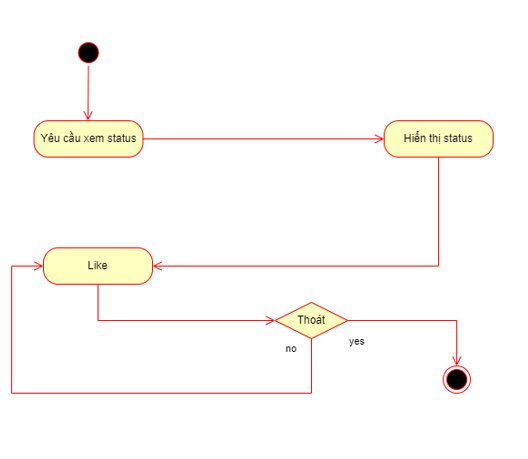 Yêu cầu xem status
Hiển thị status
Like
Thoát
no
yes